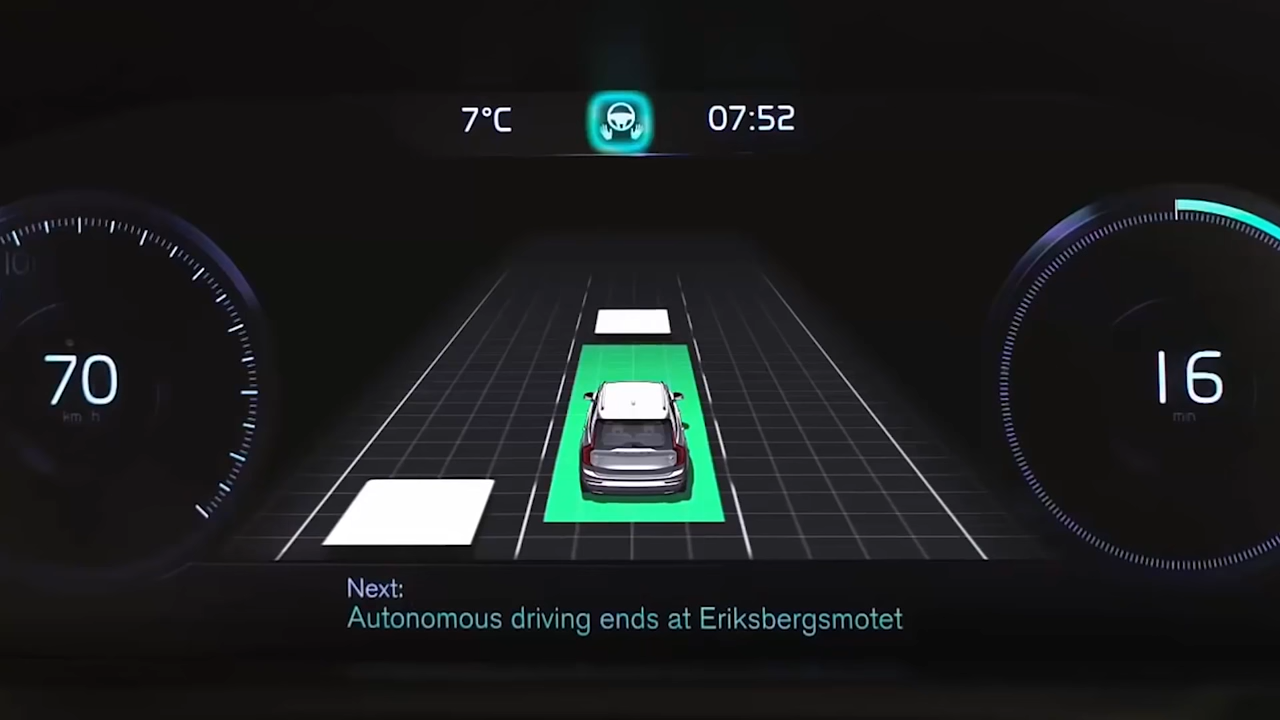 7°C
07:52
70
km h
16
min
Next:
Autonomous driving ends at Eriksbergsmotet